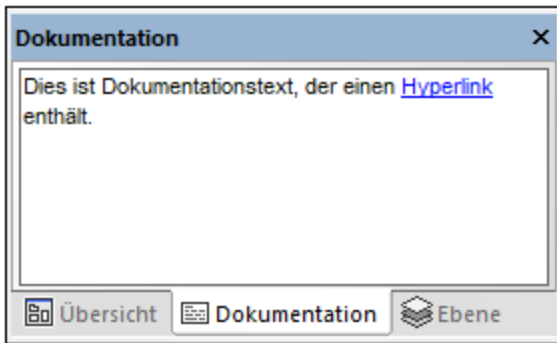 Dokumentation
Dies ist Dokumentationstext, der einen Hyperlink
enthält.
Übersicht Dokumentation Ebene